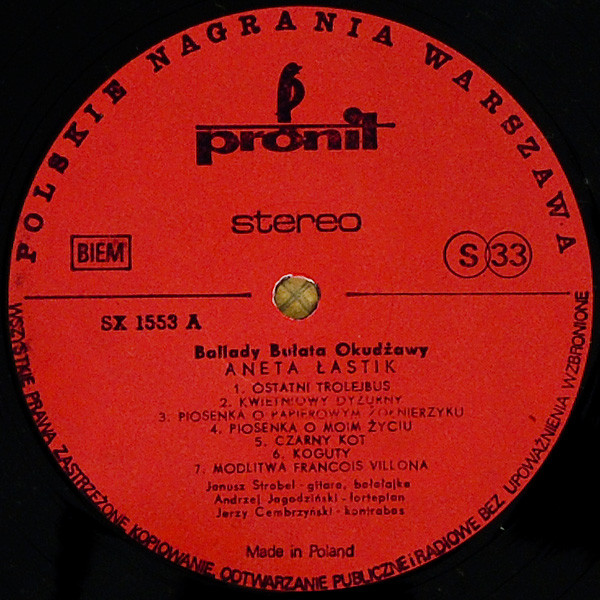 POLSKIE NAGRANIA WARSZAWA
pronit
stereo
BIEM
S 33
SX 1553 A
Ballady Bułata Okudżawy
ANETA ŁASTIK
1. OSTATNI TROLEJBUS
2. KWIETNIOWY DYŻURNY
3. PIOSENKA O PAPIEROWYM ŻOŁNIERZYKU
4. PIOSENKA O MOIM ŻYCIU
5. CZARNY KOT
6. KOGUTY
7. MODLITWA FRANCOIS VILLONA
Janusz Strobel - gitara, bałałajka
Andrzej Jagodziński - fortepian
Jerzy Cembrzyński - kontrabas
Made in Poland
WSZYSTKIE PRAWA ZASTRZEŻONE KOPIOWANIE, ODTWARZANIE PUBLICZNE i RADIOWE BEZ UPOWAŻNIENIA WZBRONIONE